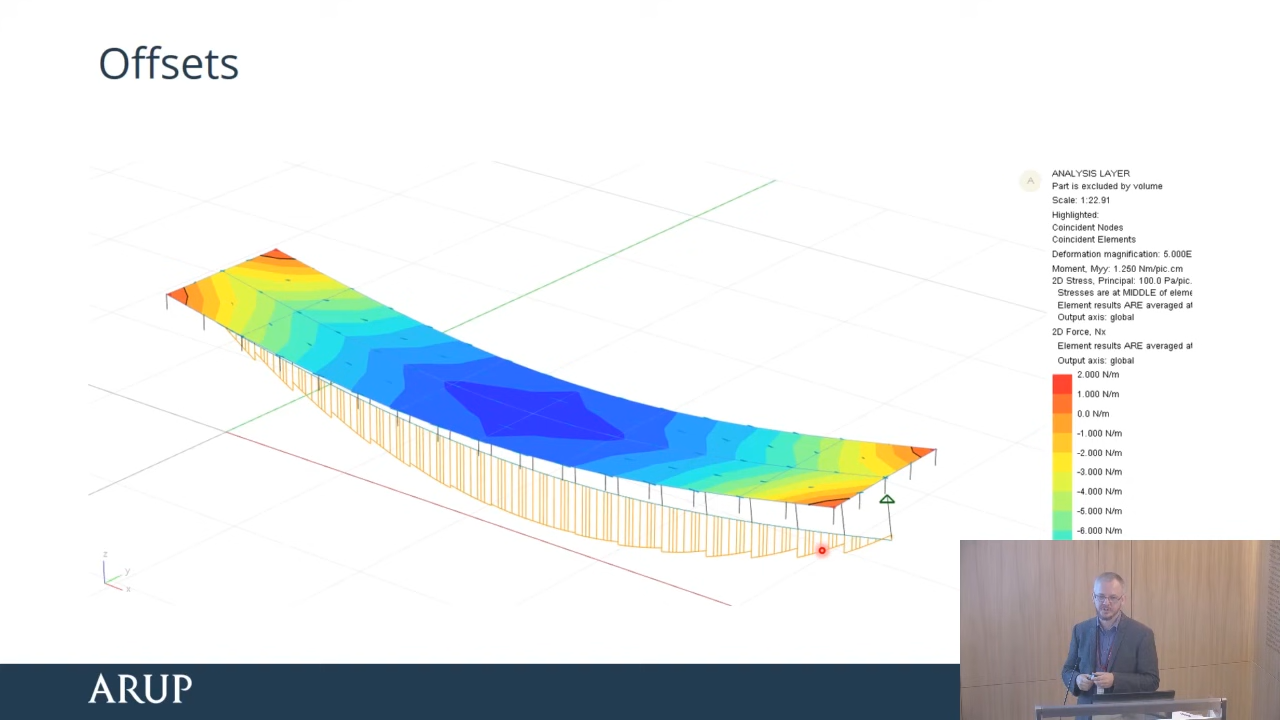 Offsets
A
ANALYSIS LAYER
Part is excluded by volume
Scale: 1:22.91
Highlighted:
Coincident Nodes
Coincident Elements
Deformation magnification: 5.000E
Moment, Myy: 1.250 Nm/pic.cm
2D Stress, Principal: 100.0 Pa/pic.
Stresses are at MIDDLE of eleme
Element results ARE averaged at
Output axis: global
2D Force, Nx
Element results ARE averaged at
Output axis: global
2.000 N/m
1.000 N/m
0.0 N/m
-1.000 N/m
-2.000 N/m
-3.000 N/m
-4.000 N/m
-5.000 N/m
-6.000 N/m
z
y
x
ARUP